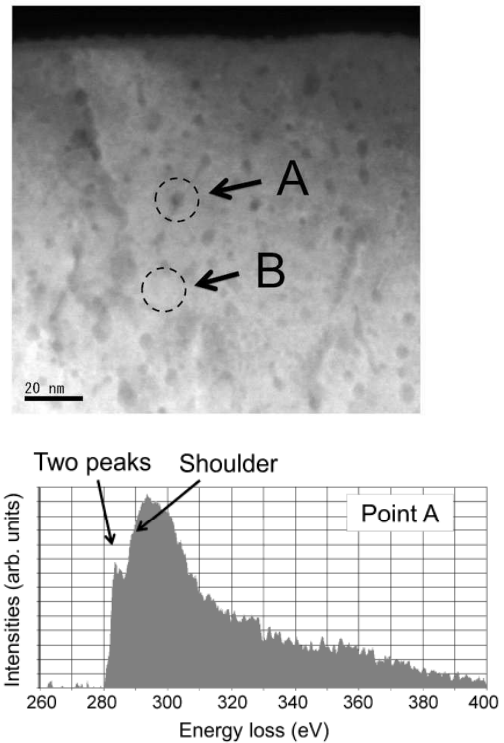 A
B
20 nm
Two peaks
Shoulder
Point A
Intensities (arb. units)
260 280 300 320 340 360 380 400
Energy loss (eV)